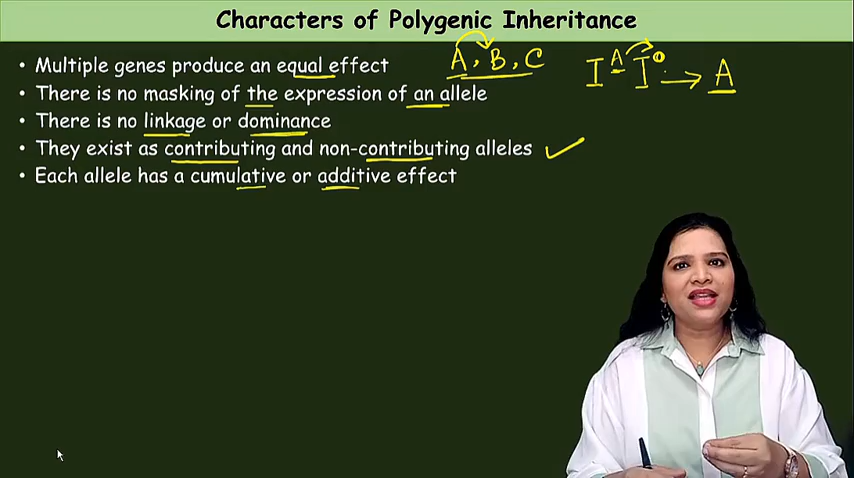 Characters of Polygenic Inheritance
• Multiple genes produce an equal effect
A, B, C
I^A I^O → A
• There is no masking of the expression of an allele
• There is no linkage or dominance
• They exist as contributing and non-contributing alleles ✓
• Each allele has a cumulative or additive effect